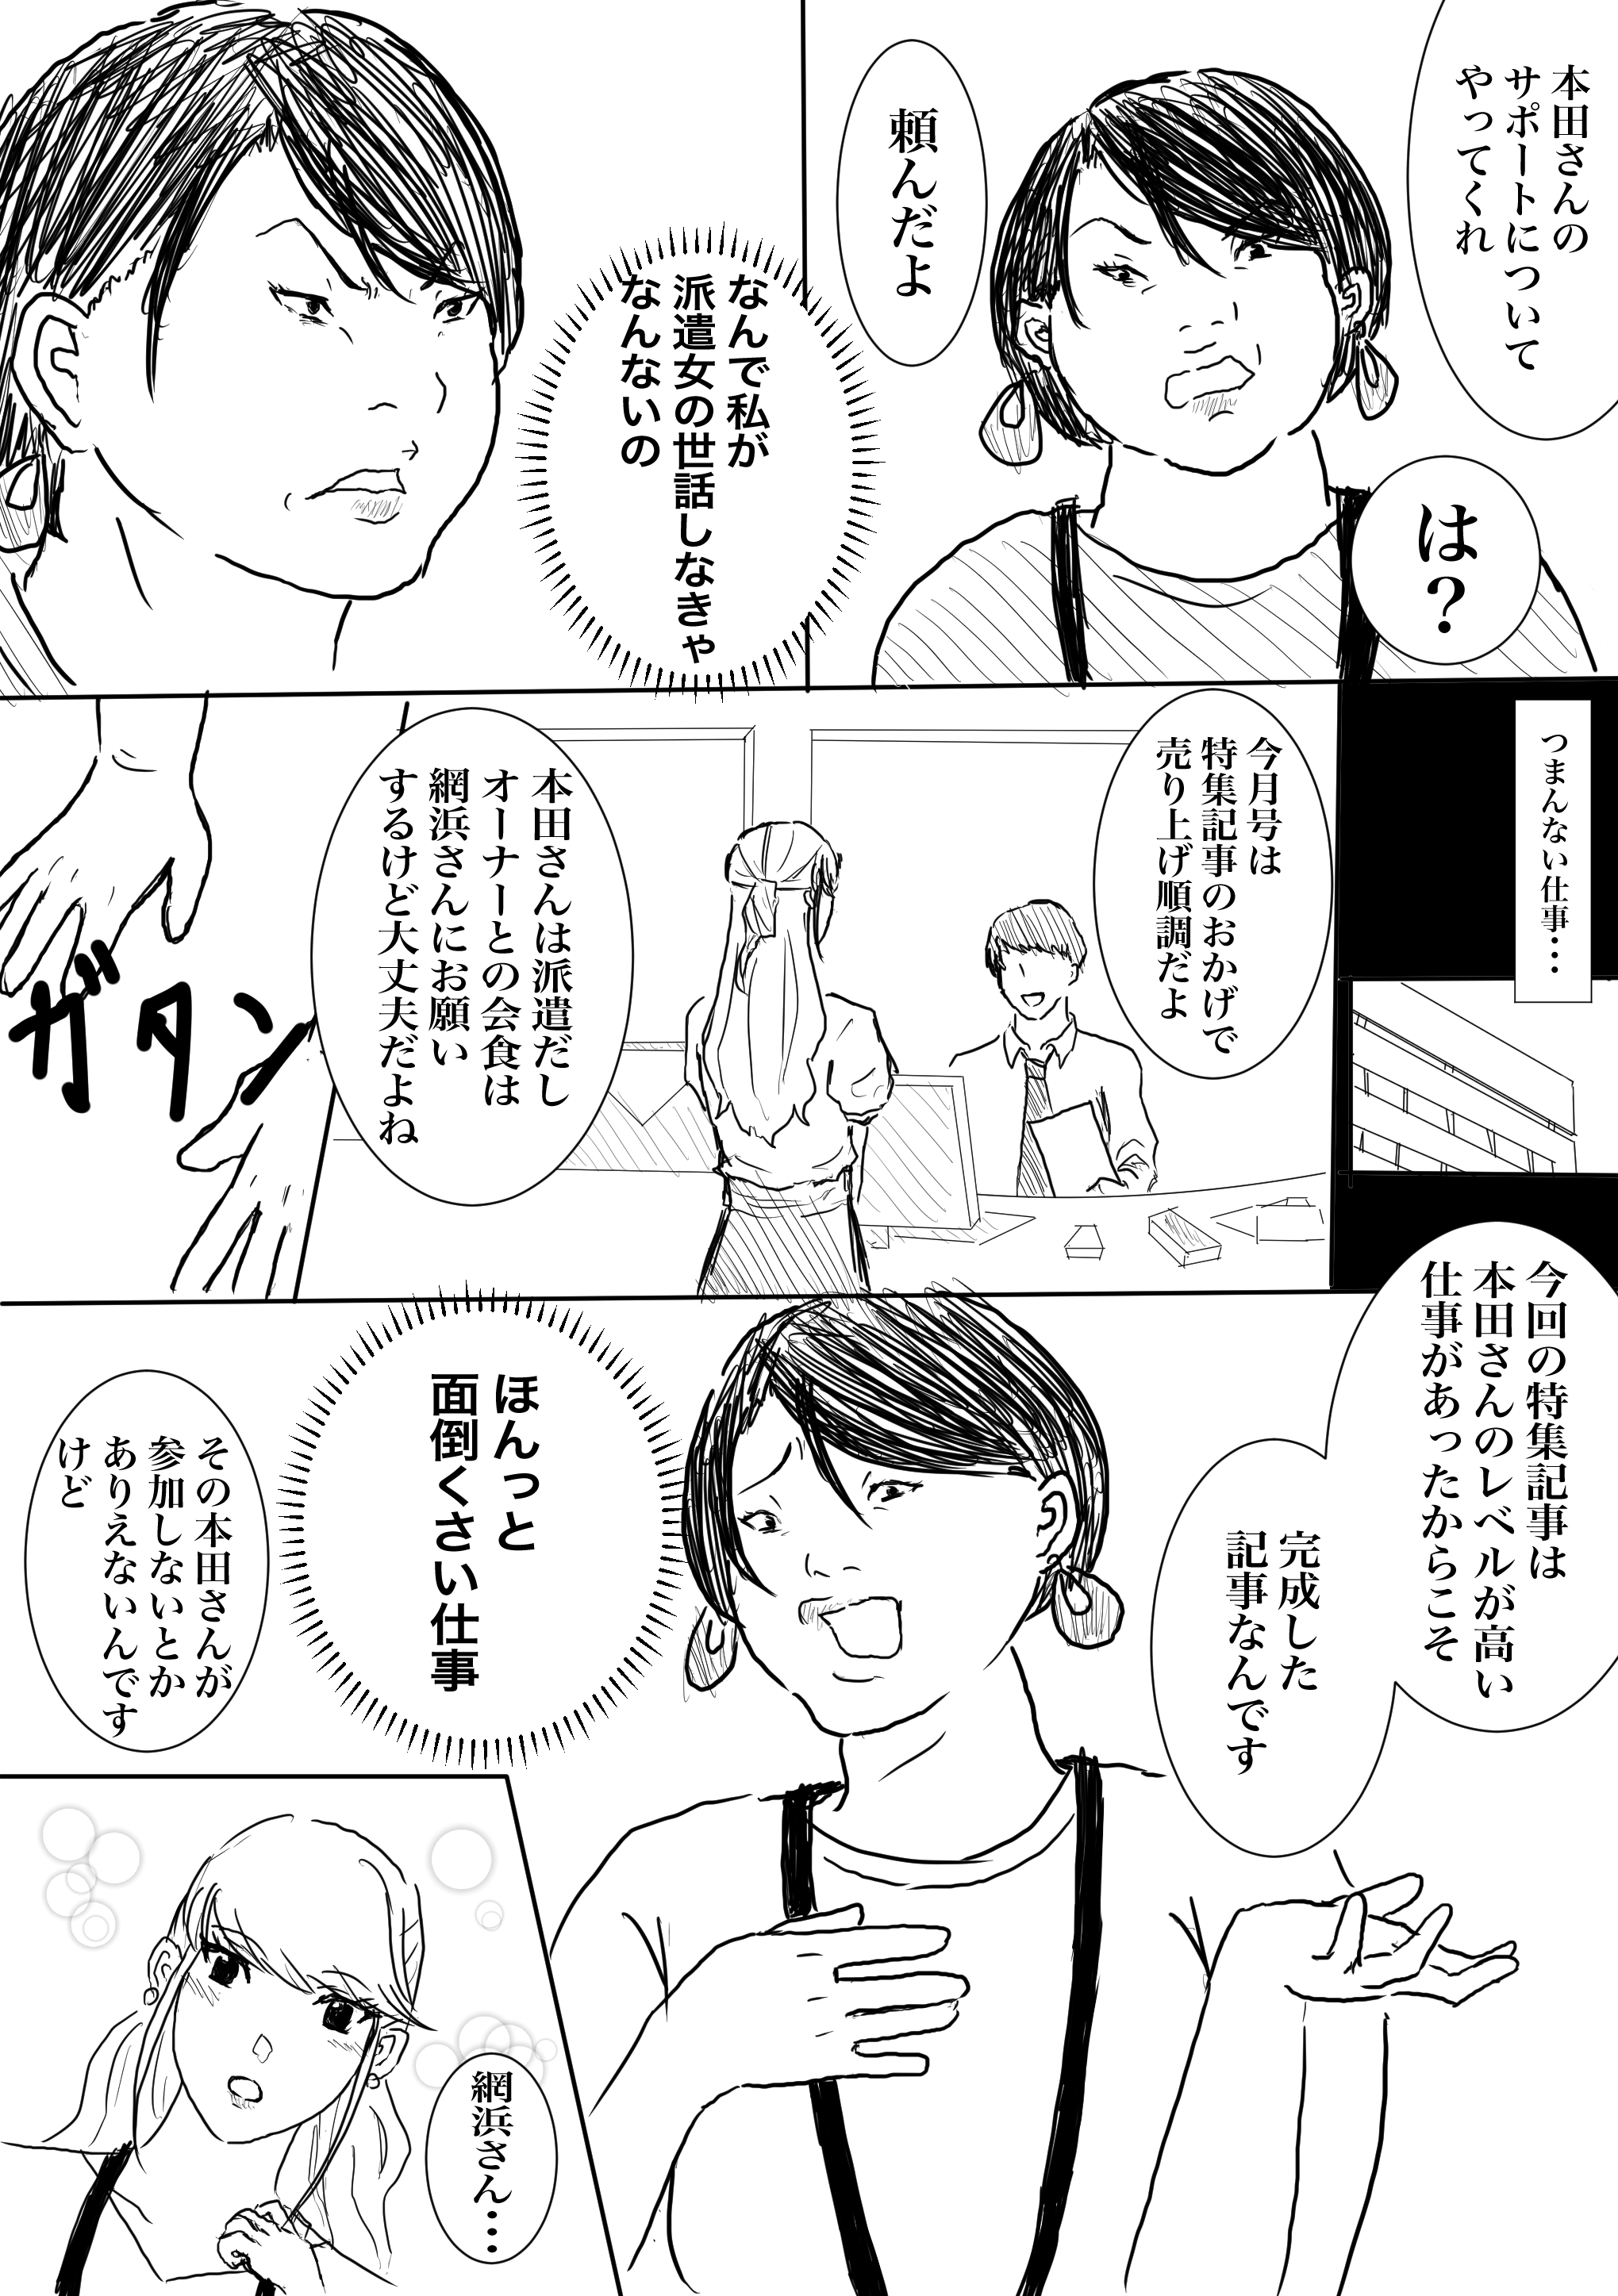 本田さんの
サポートについて
やってくれ
は？
頼んだよ
なんで私が
派遣女の世話しなきゃ
なんないの
つまんない仕事…
今月号は
特集記事のおかげで
売り上げ順調だよ
本田さんは派遣だし
オーナーとの会食は
網浜さんにお願い
するけど大丈夫だよね
ザタン
今回の特集記事は
本田さんのレベルが高い
仕事があったからこそ
完成した
記事なんです
ほんっと
面倒くさい仕事
その本田さんが
参加しないとか
ありえないんです
けど
網浜さん…